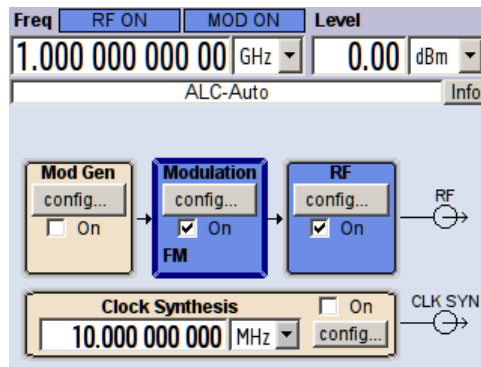 Freq RF ON MOD ON Level
1.000 000 000 00 GHz 0.00 dBm
ALC-Auto Info
Mod Gen Modulation RF
config... config... config... RF
On On On
FM
Clock Synthesis On CLK SYN
10.000 000 000 MHz config...